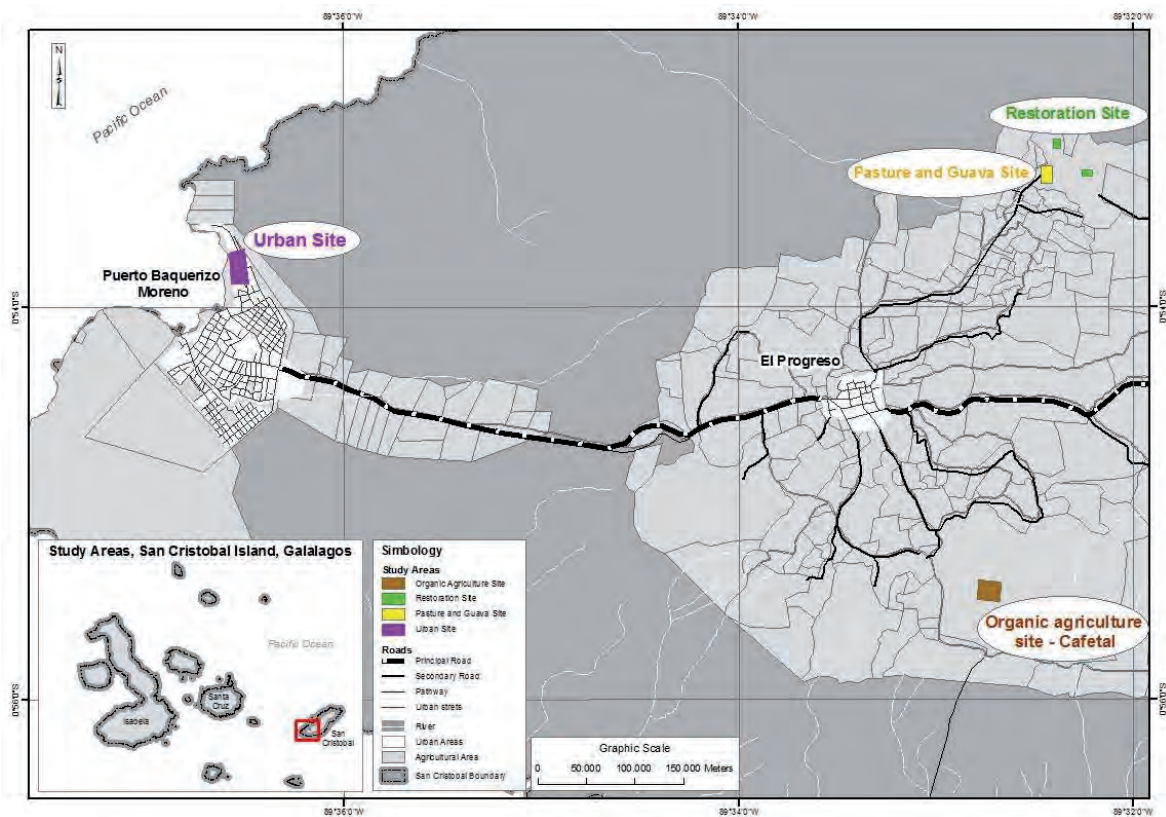 89°36'0"W
89°34'0"W
89°32'0"W
N
Pacific Ocean
Restoration Site
Pasture and Guava Site
Urban Site
Puerto Baquerizo
Moreno
0°54'0"S
0°54'0"S
El Progreso
Organic agriculture
site - Cafetal
0°56'0"S
0°56'0"S
Study Areas, San Cristobal Island, Galalagos
Pacific Ocean
Isabela
Santa
Cruz
San
Cristobal
Simbology
Study Areas
Organic Agriculture Site
Restoration Site
Pasture and Guava Site
Urban Site
Roads
Principal Road
Secondary Road
Pathway
Urban strets
River
Urban Areas
Agricultural Area
San Cristobal Boundary
Graphic Scale
0 50.000 100.000 150.000 Meters
89°36'0"W
89°34'0"W
89°32'0"W